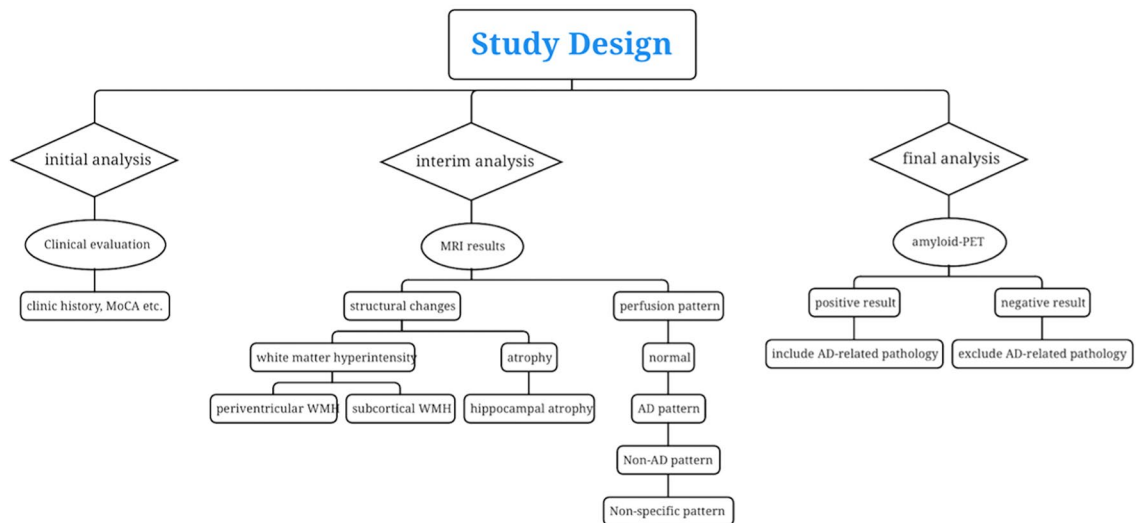 Study Design
initial analysis
interim analysis
final analysis
Clinical evaluation
MRI results
amyloid-PET
clinic history, MoCA etc.
structural changes
perfusion pattern
positive result
negative result
white matter hyperintensity
atrophy
normal
include AD-related pathology
exclude AD-related pathology
periventricular WMH
subcortical WMH
hippocampal atrophy
AD pattern
Non-AD pattern
Non-specific pattern